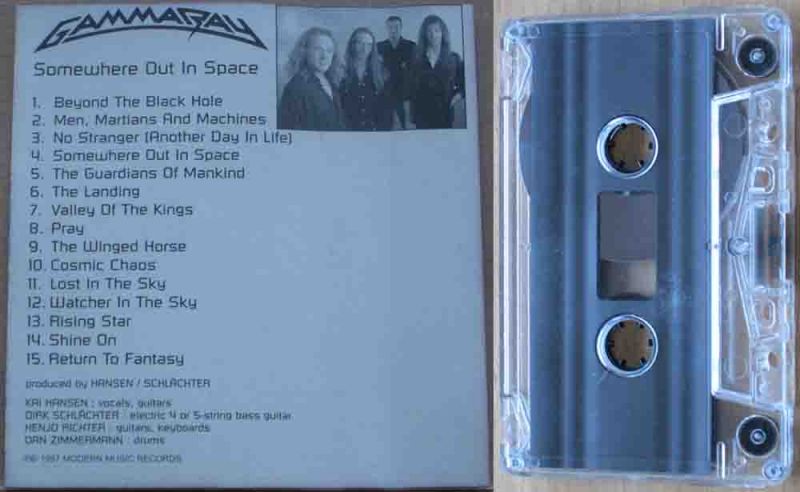 GAMMARAY
Somewhere Out In Space
1. Beyond The Black Hole
2. Men, Martians And Machines
3. No Stranger (Another Day In Life)
4. Somewhere Out In Space
5. The Guardians Of Mankind
6. The Landing
7. Valley Of The Kings
8. Pray
9. The Winged Horse
10. Cosmic Chaos
11. Lost In The Sky
12. Watcher In The Sky
13. Rising Star
14. Shine On
15. Return To Fantasy
produced by HANSEN / SCHLÄCHTER
KAI HANSEN : vocals, guitars
DIRK SCHLÄCHTER : electric 4 or 5-string bass guitar
HENJO RICHTER : guitars, keyboards
DAN ZIMMERMANN : drums
1997 MODERN MUSIC RECORDS